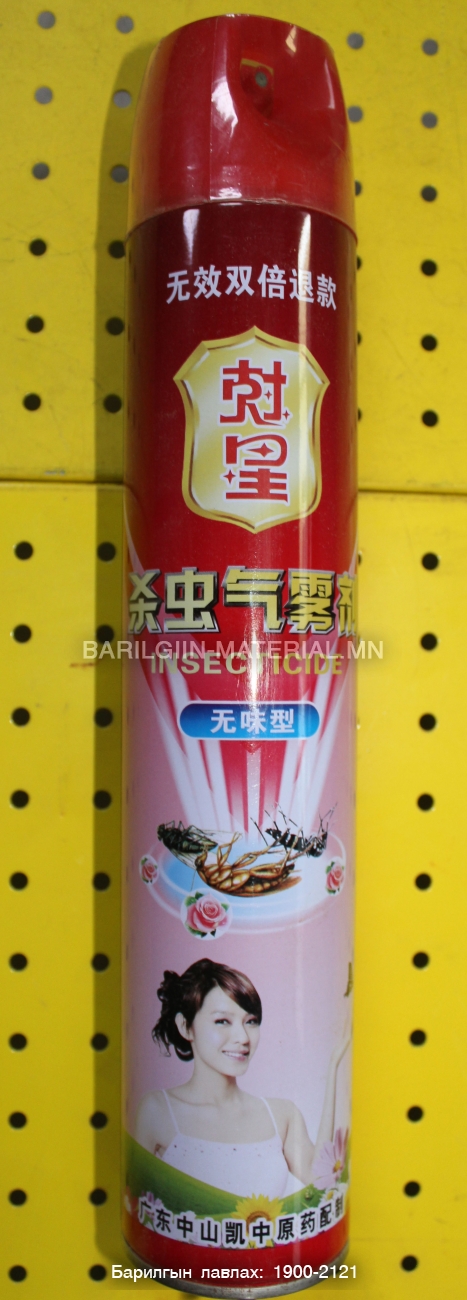 无效双倍退款
尅星
杀虫气雾剂
BARILGIIN-MATERIAL.MN
INSECTICIDE
无味型
广东中山凯中原药配制
Барилгын лавлах: 1900-2121